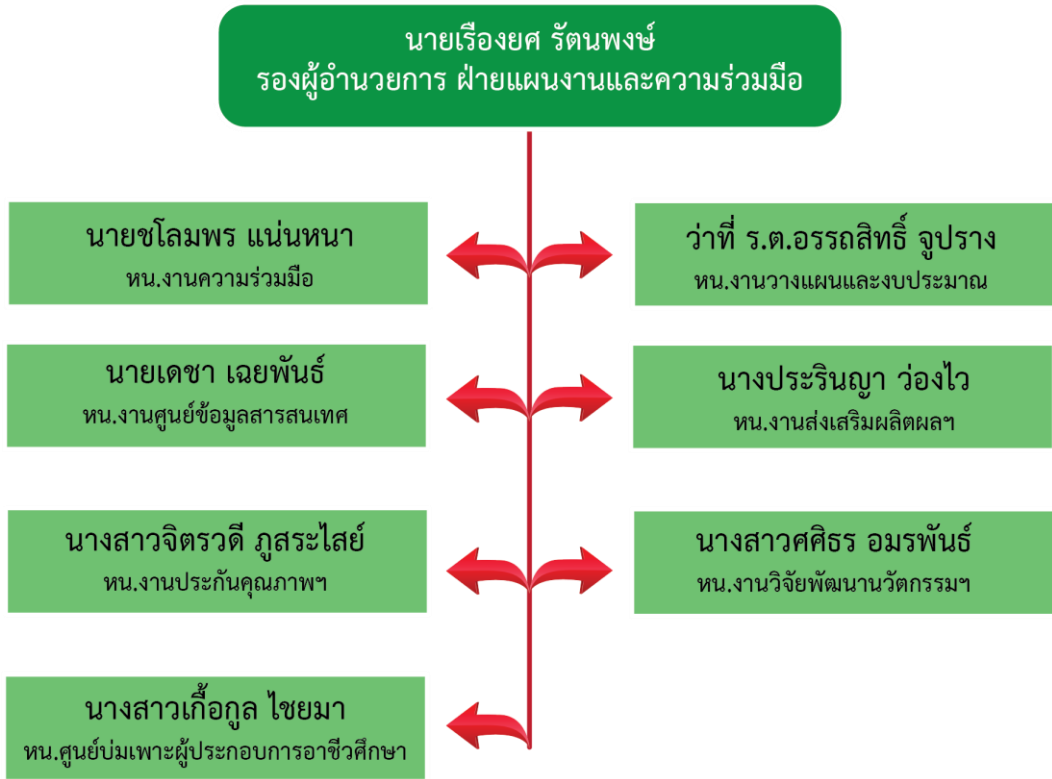 นายเรืองยศ รัตนพงษ์
รองผู้อำนวยการ ฝ่ายแผนงานและความร่วมมือ
นายชโลมพร แน่นหนา
หน.งานความร่วมมือ
ว่าที่ ร.ต.อรรถสิทธิ์ จูปราง
หน.งานวางแผนและงบประมาณ
นายเดชา เฉยพันธ์
หน.งานศูนย์ข้อมูลสารสนเทศ
นางประรินญา ว่องไว
หน.งานส่งเสริมผลิตผลฯ
นางสาวจิตรวดี ภูสระไสย์
หน.งานประกันคุณภาพฯ
นางสาวศศิธร อมรพันธ์
หน.งานวิจัยพัฒนานวัตกรรมฯ
นางสาวเกื้อกูล ไชยมา
หน.ศูนย์บ่มเพาะผู้ประกอบการอาชีวศึกษา